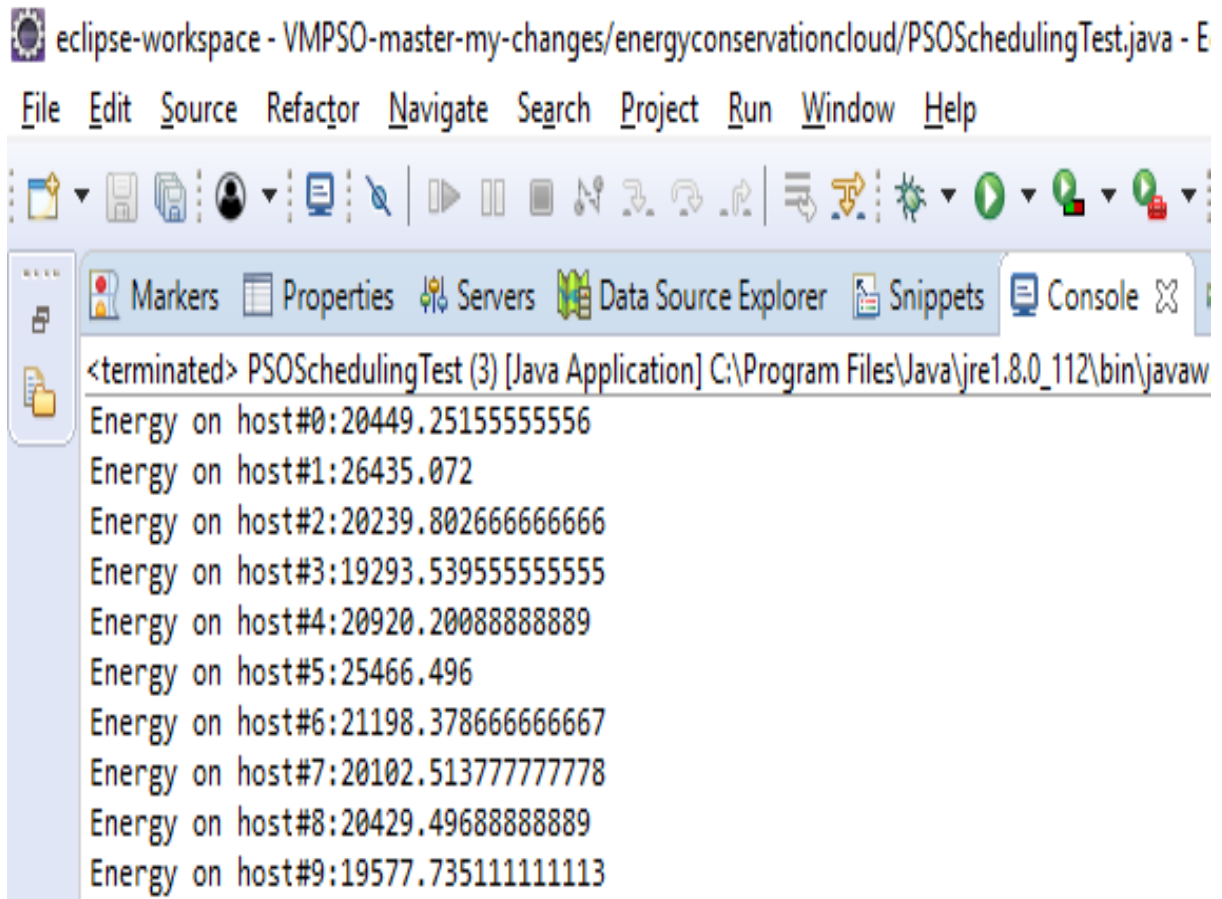 eclipse-workspace - VMPSO-master-my-changes/energyconservationcloud/PSOSchedulingTest.java - E
File Edit Source Refactor Navigate Search Project Run Window Help
Markers Properties Servers Data Source Explorer Snippets Console
<terminated> PSOSchedulingTest (3) [Java Application] C:\Program Files\Java\jre1.8.0_112\bin\javaw
Energy on host#0:20449.25155555556
Energy on host#1:26435.072
Energy on host#2:20239.802666666666
Energy on host#3:19293.539555555555
Energy on host#4:20920.20088888889
Energy on host#5:25466.496
Energy on host#6:21198.378666666667
Energy on host#7:20102.513777777778
Energy on host#8:20429.49688888889
Energy on host#9:19577.735111111113